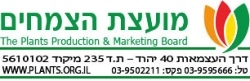 מועצת הצמחים
The Plants Production & Marketing Board
דרך העצמאות 40 יהוד - ת.ד 235 מיקוד 5610102
WWW.PLANTS.ORG.IL פקס: 03-9502211 טל: 03-9595666